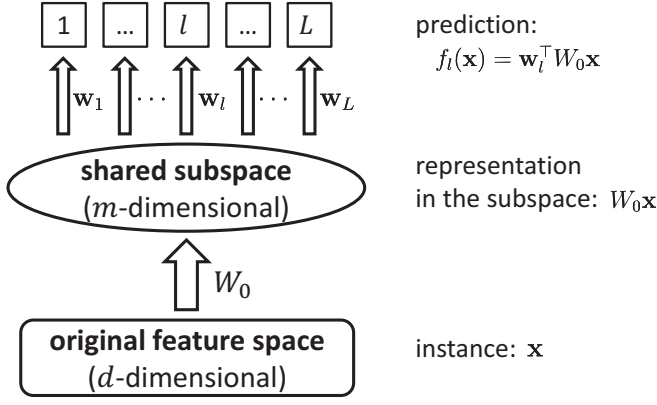 1 ... l ... L
prediction:
f_l(x) = w_l^⊤ W_0 x
w_1 ··· w_l ··· w_L
shared subspace
(m-dimensional)
representation
in the subspace: W_0 x
W_0
original feature space
(d-dimensional)
instance: x